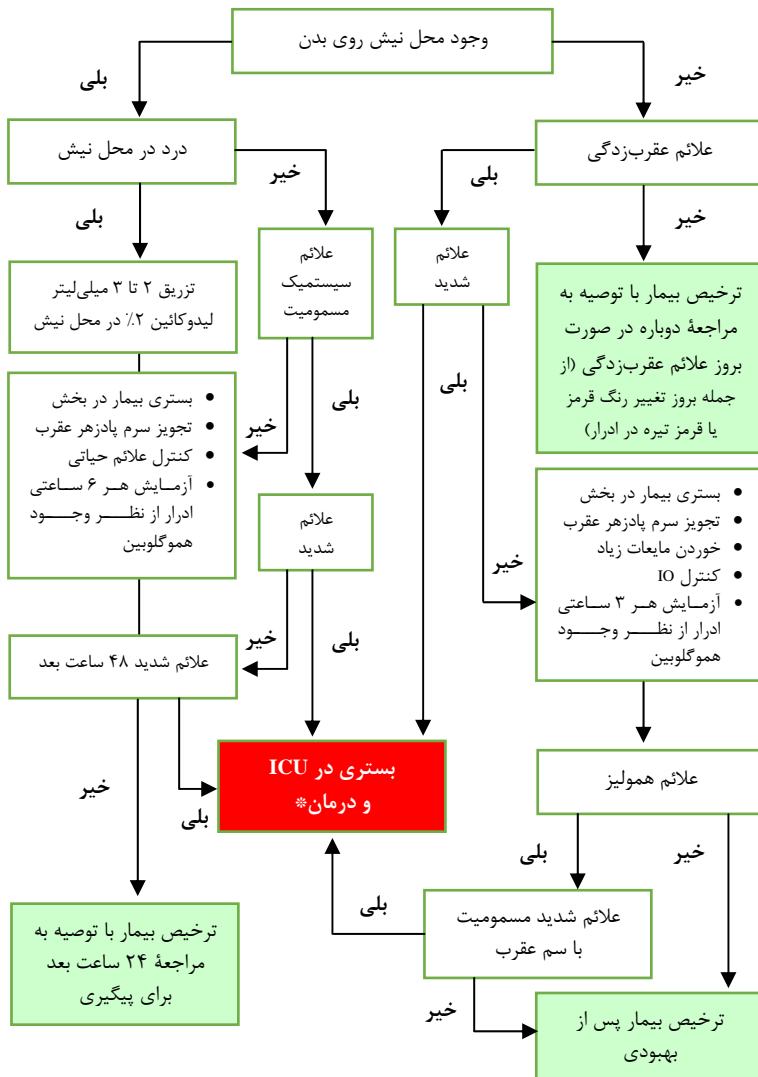 وجود محل نیش روی بدن
بلی
خیر
درد در محل نیش
علائم عقرب‌زدگی
خیر
بلی
بلی
خیر
علائم
سیستمیک
مسمومیت
علائم
شدید
تزریق ۲ تا ۳ میلی‌لیتر
لیدوکائین ۲٪ در محل نیش
ترخیص بیمار با توصیه به
مراجعۀ دوباره در صورت
بروز علائم عقرب‌زدگی (از
جمله بروز تغییر رنگ قرمز
یا قرمز تیره در ادرار)
• بستری بیمار در بخش
• تجویز سرم پادزهر عقرب
• کنترل علائم حیاتی
• آزمایش هر ۶ ساعتی
ادرار از نظر وجود
هموگلوبین
خیر
بلی
بلی
خیر
علائم
شدید
• بستری بیمار در بخش
• تجویز سرم پادزهر عقرب
• خوردن مایعات زیاد
• کنترل IO
• آزمایش هر ۳ ساعتی
ادرار از نظر وجود
هموگلوبین
خیر
بلی
علائم شدید ۴۸ ساعت بعد
خیر
بلی
بستری در ICU
و درمان*
علائم همولیز
بلی
خیر
علائم شدید مسمومیت
با سم عقرب
بلی
خیر
ترخیص بیمار با توصیه به
مراجعۀ ۲۴ ساعت بعد
برای پیگیری
ترخیص بیمار پس از
بهبودی